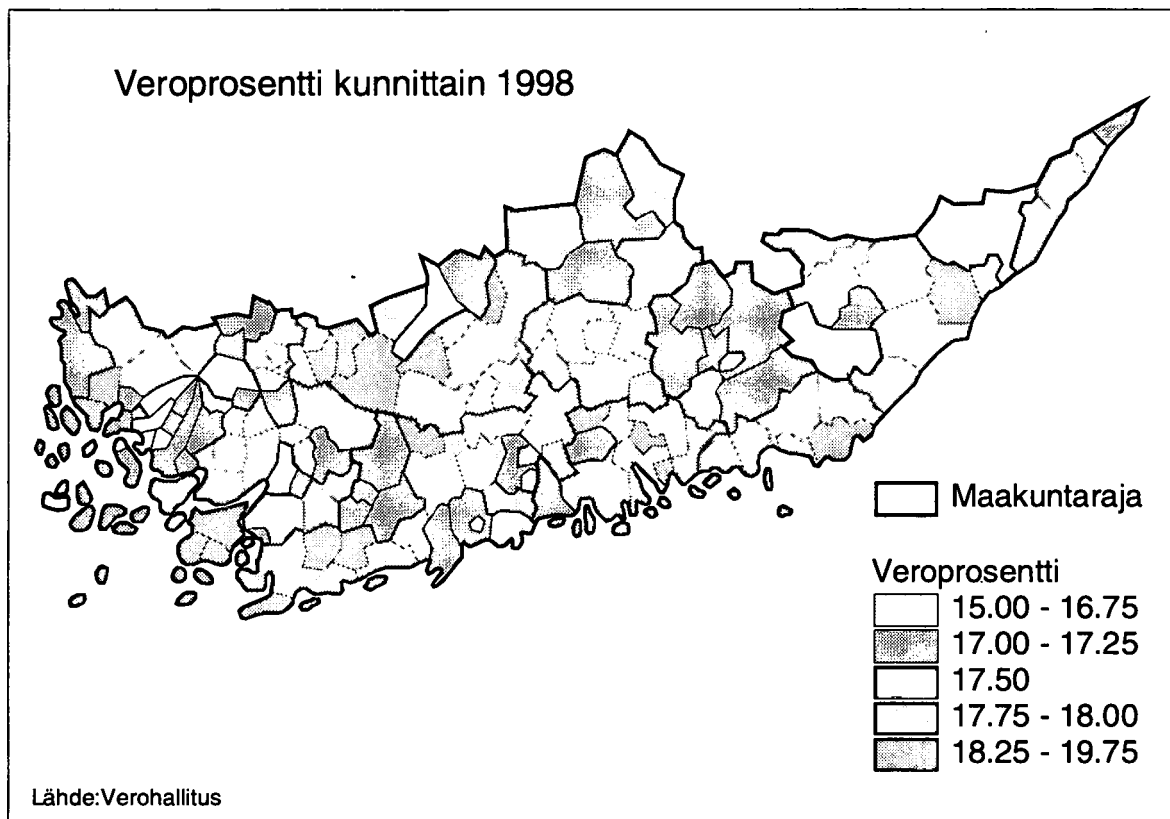 Veroprosentti kunnittain 1998
Maakuntaraja
Veroprosentti
15.00 - 16.75
17.00 - 17.25
17.50
17.75 - 18.00
18.25 - 19.75
Lähde:Verohallitus